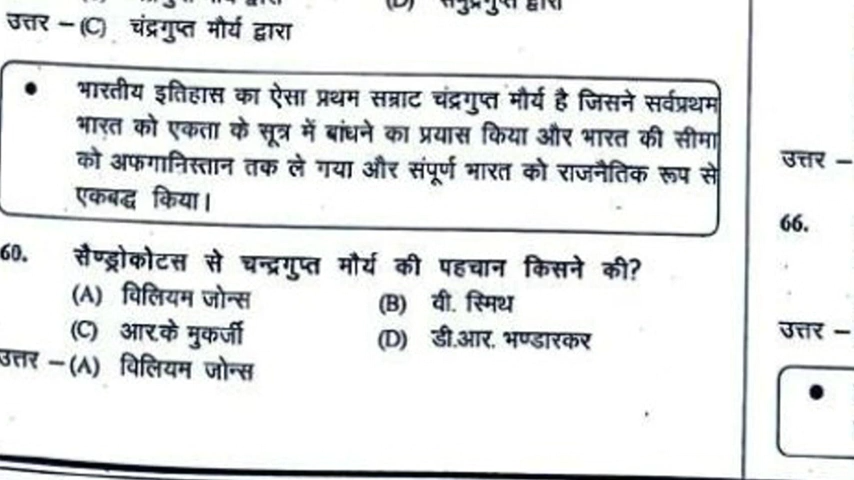 उत्तर – (C) चंद्रगुप्त मौर्य द्वारा
• भारतीय इतिहास का ऐसा प्रथम सम्राट चंद्रगुप्त मौर्य है जिसने सर्वप्रथम
भारत को एकता के सूत्र में बांधने का प्रयास किया और भारत की सीमा
को अफगानिस्तान तक ले गया और संपूर्ण भारत को राजनैतिक रूप से
एकबद्ध किया।
60. सैण्ड्रोकोटस से चन्द्रगुप्त मौर्य की पहचान किसने की?
(A) विलियम जोन्स (B) वी. स्मिथ
(C) आर.के मुकर्जी (D) डी.आर. भण्डारकर
उत्तर – (A) विलियम जोन्स
उत्तर –
66.
उत्तर –
•